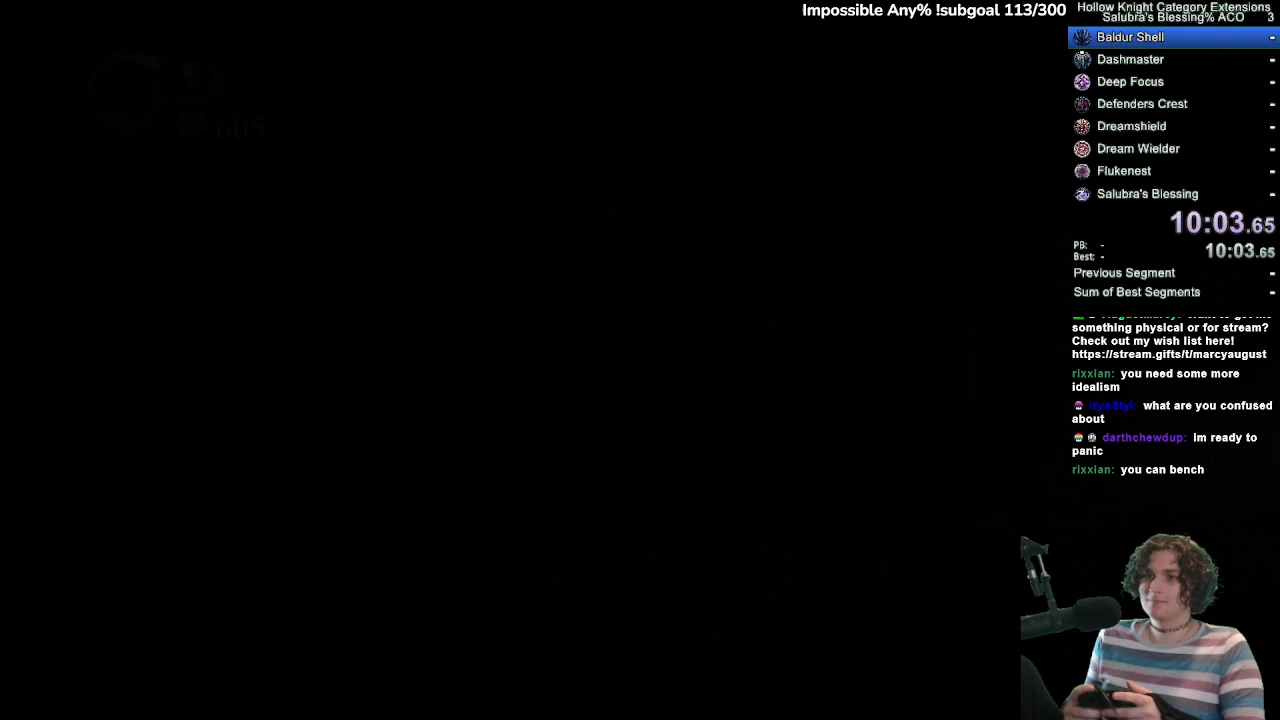 Impossible Any% !subgoal 113/300
Hollow Knight Category Extensions
Salubra's Blessing% ACO 3
Baldur Shell -
Dashmaster -
Deep Focus -
Defenders Crest -
Dreamshield -
Dream Wielder -
Flukenest -
Salubra's Blessing -
10:03.65
PB: -
Best: -
10:03.65
Previous Segment -
Sum of Best Segments -
something physical or for stream?
Check out my wish list here!
https://stream.gifts/t/marcyaugust
rixxian: you need some more
idealism
what are you confused
about
darthchewdup: im ready to
panic
rixxian: you can bench
605